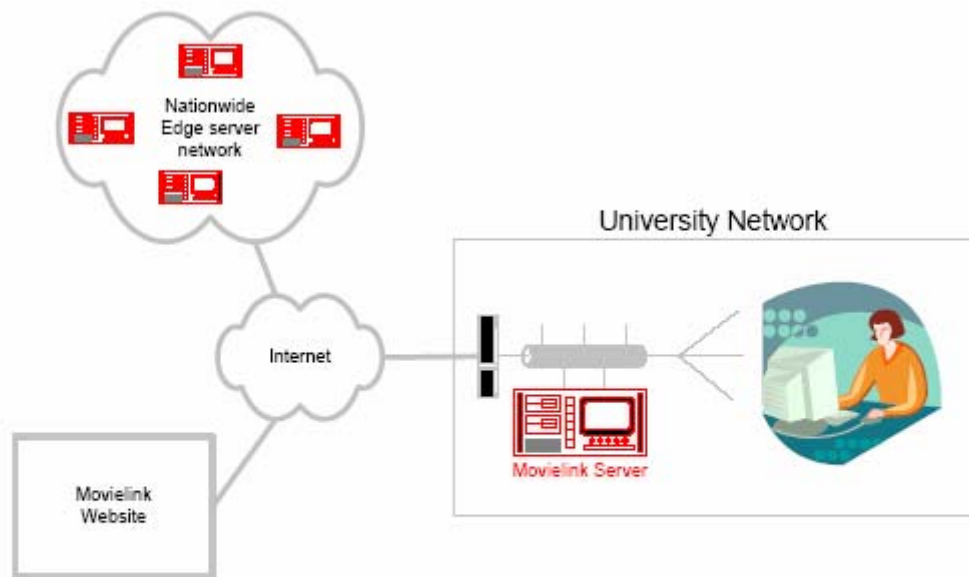 Nationwide
Edge server
network
University Network
Internet
Movielink Server
Movielink
Website